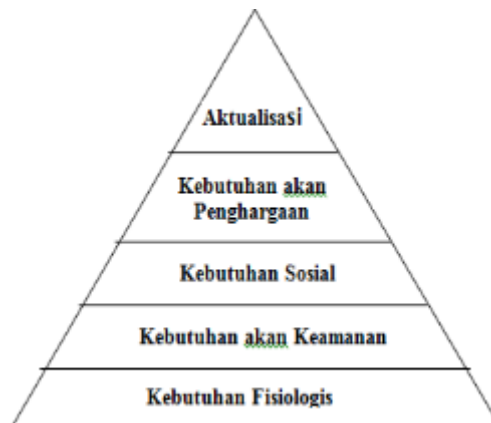 Aktualisasi
Kebutuhan akan
Penghargaan
Kebutuhan Sosial
Kebutuhan akan Keamanan
Kebutuhan Fisiologis